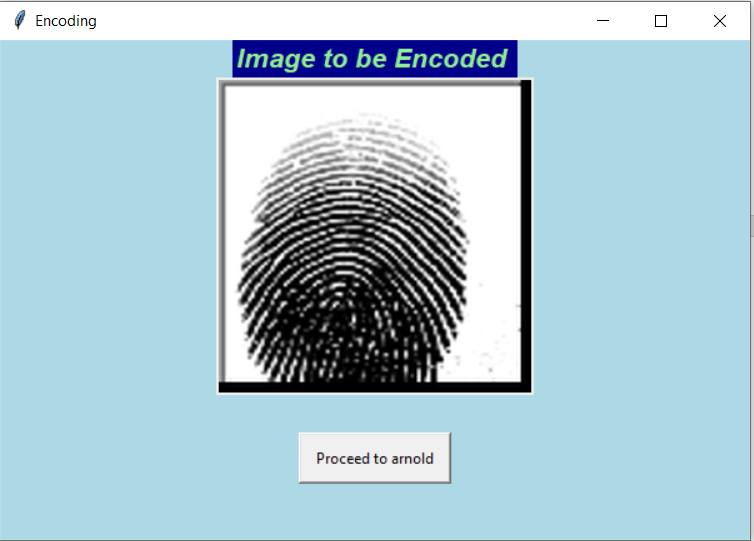 Encoding
Image to be Encoded
Proceed to arnold